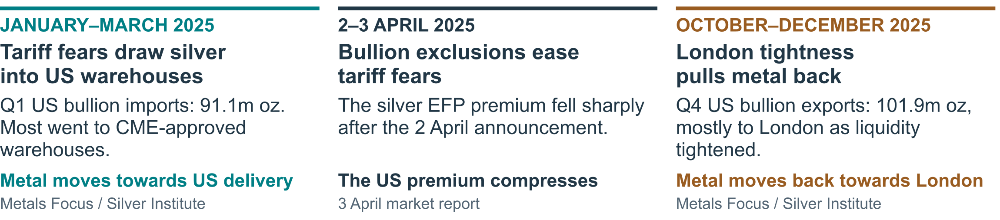 JANUARY–MARCH 2025
Tariff fears draw silver
into US warehouses
Q1 US bullion imports: 91.1m oz.
Most went to CME-approved
warehouses.
Metal moves towards US delivery
Metals Focus / Silver Institute
2–3 APRIL 2025
Bullion exclusions ease
tariff fears
The silver EFP premium fell sharply
after the 2 April announcement.
The US premium compresses
3 April market report
OCTOBER–DECEMBER 2025
London tightness
pulls metal back
Q4 US bullion exports: 101.9m oz,
mostly to London as liquidity
tightened.
Metal moves back towards London
Metals Focus / Silver Institute